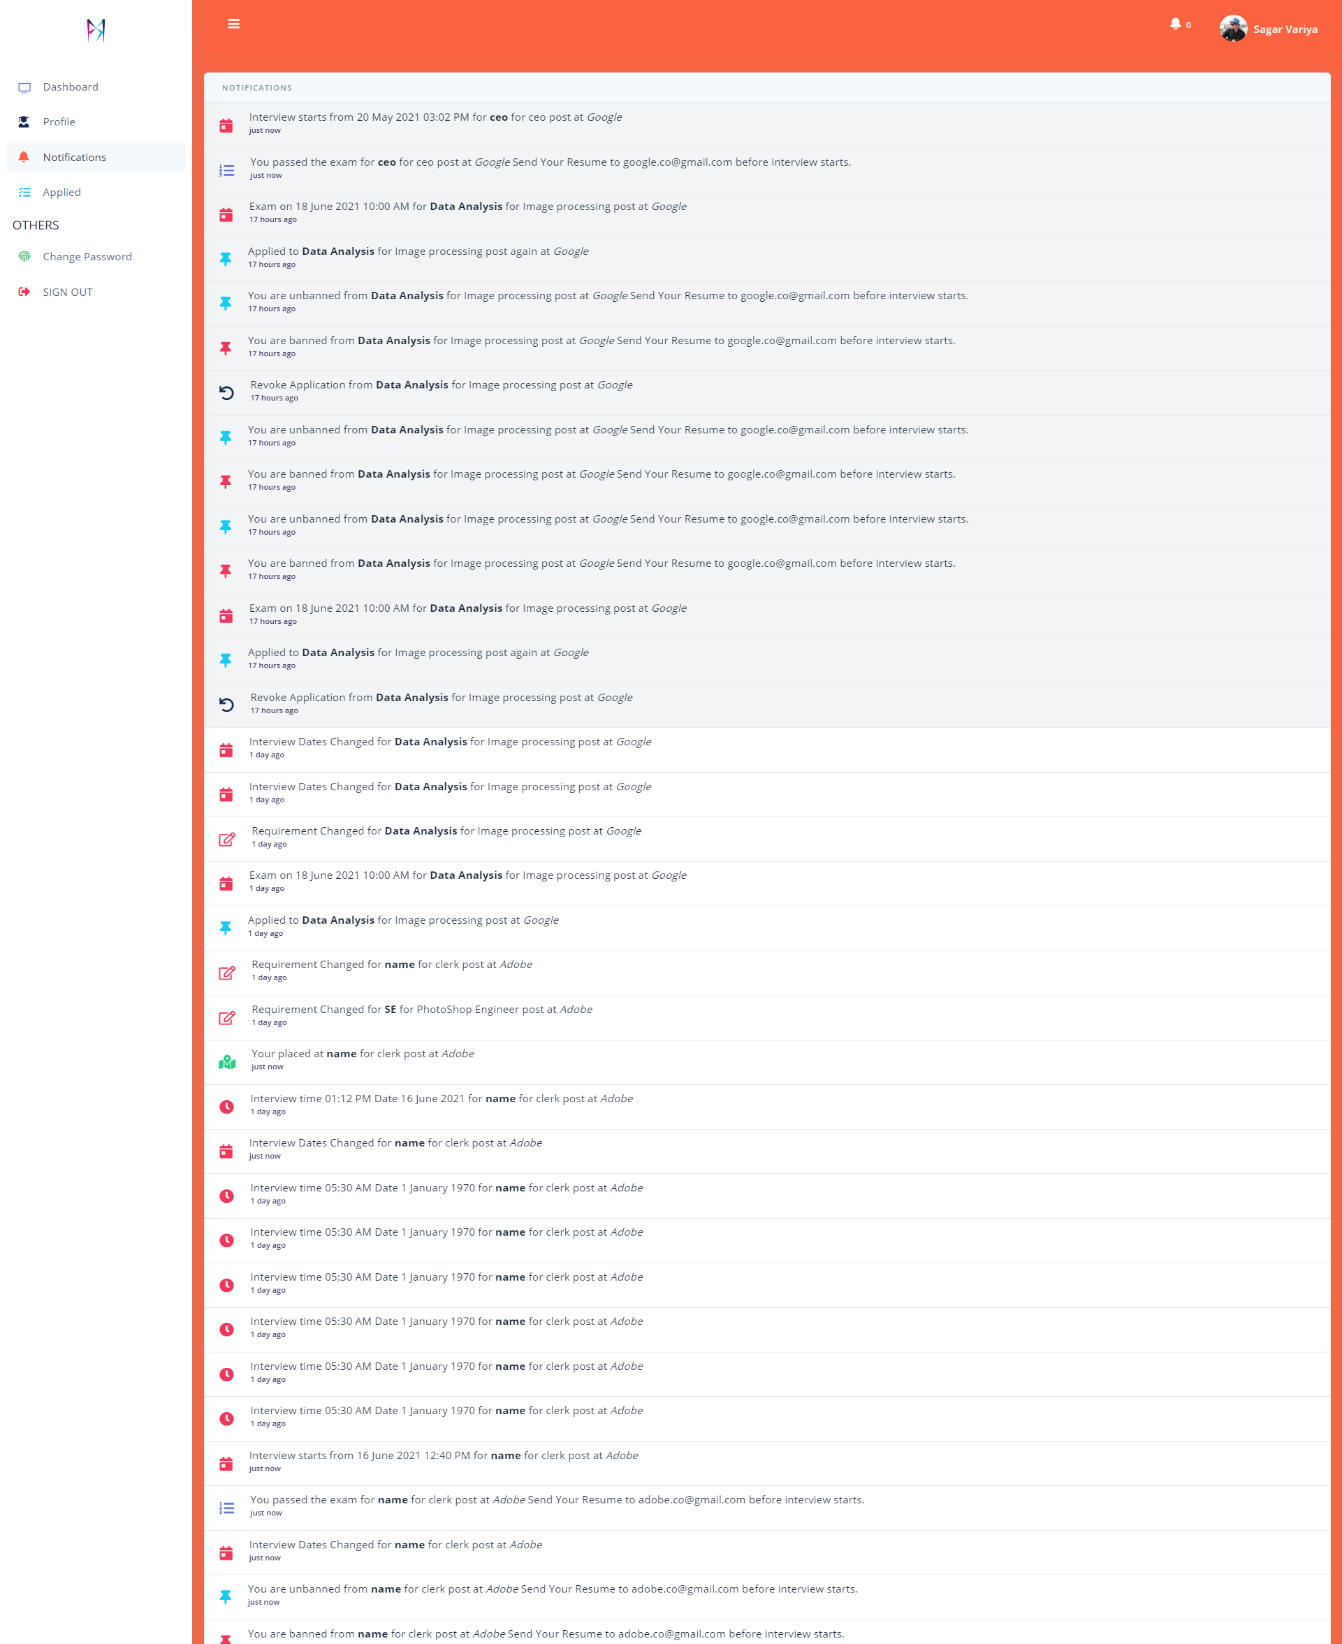 0
Sagar Variya
Dashboard
Profile
Notifications
Applied
OTHERS
Change Password
SIGN OUT
NOTIFICATIONS
Interview starts from 20 May 2021 03:02 PM for ceo for ceo post at Google
just now
You passed the exam for ceo for ceo post at Google Send Your Resume to google.co@gmail.com before interview starts.
just now
Exam on 18 June 2021 10:00 AM for Data Analysis for Image processing post at Google
17 hours ago
Applied to Data Analysis for Image processing post again at Google
17 hours ago
You are unbanned from Data Analysis for Image processing post at Google Send Your Resume to google.co@gmail.com before interview starts.
17 hours ago
You are banned from Data Analysis for Image processing post at Google Send Your Resume to google.co@gmail.com before interview starts.
17 hours ago
Revoke Application from Data Analysis for Image processing post at Google
17 hours ago
You are unbanned from Data Analysis for Image processing post at Google Send Your Resume to google.co@gmail.com before interview starts.
17 hours ago
You are banned from Data Analysis for Image processing post at Google Send Your Resume to google.co@gmail.com before interview starts.
17 hours ago
You are unbanned from Data Analysis for Image processing post at Google Send Your Resume to google.co@gmail.com before interview starts.
17 hours ago
You are banned from Data Analysis for Image processing post at Google Send Your Resume to google.co@gmail.com before interview starts.
17 hours ago
Exam on 18 June 2021 10:00 AM for Data Analysis for Image processing post at Google
17 hours ago
Applied to Data Analysis for Image processing post again at Google
17 hours ago
Revoke Application from Data Analysis for Image processing post at Google
17 hours ago
Interview Dates Changed for Data Analysis for Image processing post at Google
1 day ago
Interview Dates Changed for Data Analysis for Image processing post at Google
1 day ago
Requirement Changed for Data Analysis for Image processing post at Google
1 day ago
Exam on 18 June 2021 10:00 AM for Data Analysis for Image processing post at Google
1 day ago
Applied to Data Analysis for Image processing post at Google
1 day ago
Requirement Changed for name for clerk post at Adobe
1 day ago
Requirement Changed for SE for PhotoShop Engineer post at Adobe
1 day ago
Your placed at name for clerk post at Adobe
just now
Interview time 01:12 PM Date 16 June 2021 for name for clerk post at Adobe
1 day ago
Interview Dates Changed for name for clerk post at Adobe
just now
Interview time 05:30 AM Date 1 January 1970 for name for clerk post at Adobe
1 day ago
Interview time 05:30 AM Date 1 January 1970 for name for clerk post at Adobe
1 day ago
Interview time 05:30 AM Date 1 January 1970 for name for clerk post at Adobe
1 day ago
Interview time 05:30 AM Date 1 January 1970 for name for clerk post at Adobe
1 day ago
Interview time 05:30 AM Date 1 January 1970 for name for clerk post at Adobe
1 day ago
Interview time 05:30 AM Date 1 January 1970 for name for clerk post at Adobe
1 day ago
Interview starts from 16 June 2021 12:40 PM for name for clerk post at Adobe
just now
You passed the exam for name for clerk post at Adobe Send Your Resume to adobe.co@gmail.com before interview starts.
just now
Interview Dates Changed for name for clerk post at Adobe
just now
You are unbanned from name for clerk post at Adobe Send Your Resume to adobe.co@gmail.com before interview starts.
just now
You are banned from name for clerk post at Adobe Send Your Resume to adobe.co@gmail.com before interview starts.